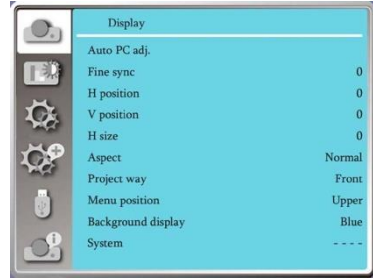 Display
Auto PC adj.
Fine sync 0
H position 0
V position 0
H size 0
Aspect Normal
Project way Front
Menu position Upper
Background display Blue
System - - - -